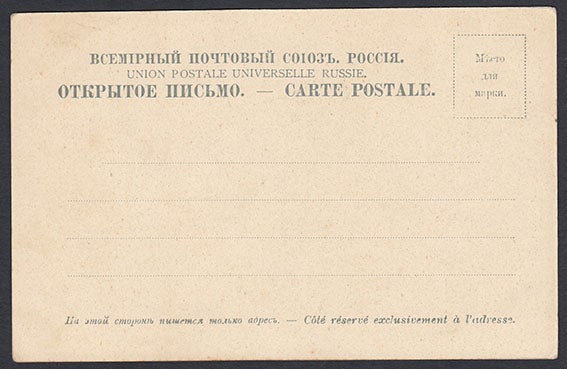 ВСЕМІРНЫЙ ПОЧТОВЫЙ СОЮЗЪ. РОССІЯ.
UNION POSTALE UNIVERSELLE RUSSIE.
ОТКРЫТОЕ ПИСЬМО. — CARTE POSTALE.
Мѣсто
для
марки.
На этой сторонѣ пишется только адресъ. — Côté réservé exclusivement à l'adresse.